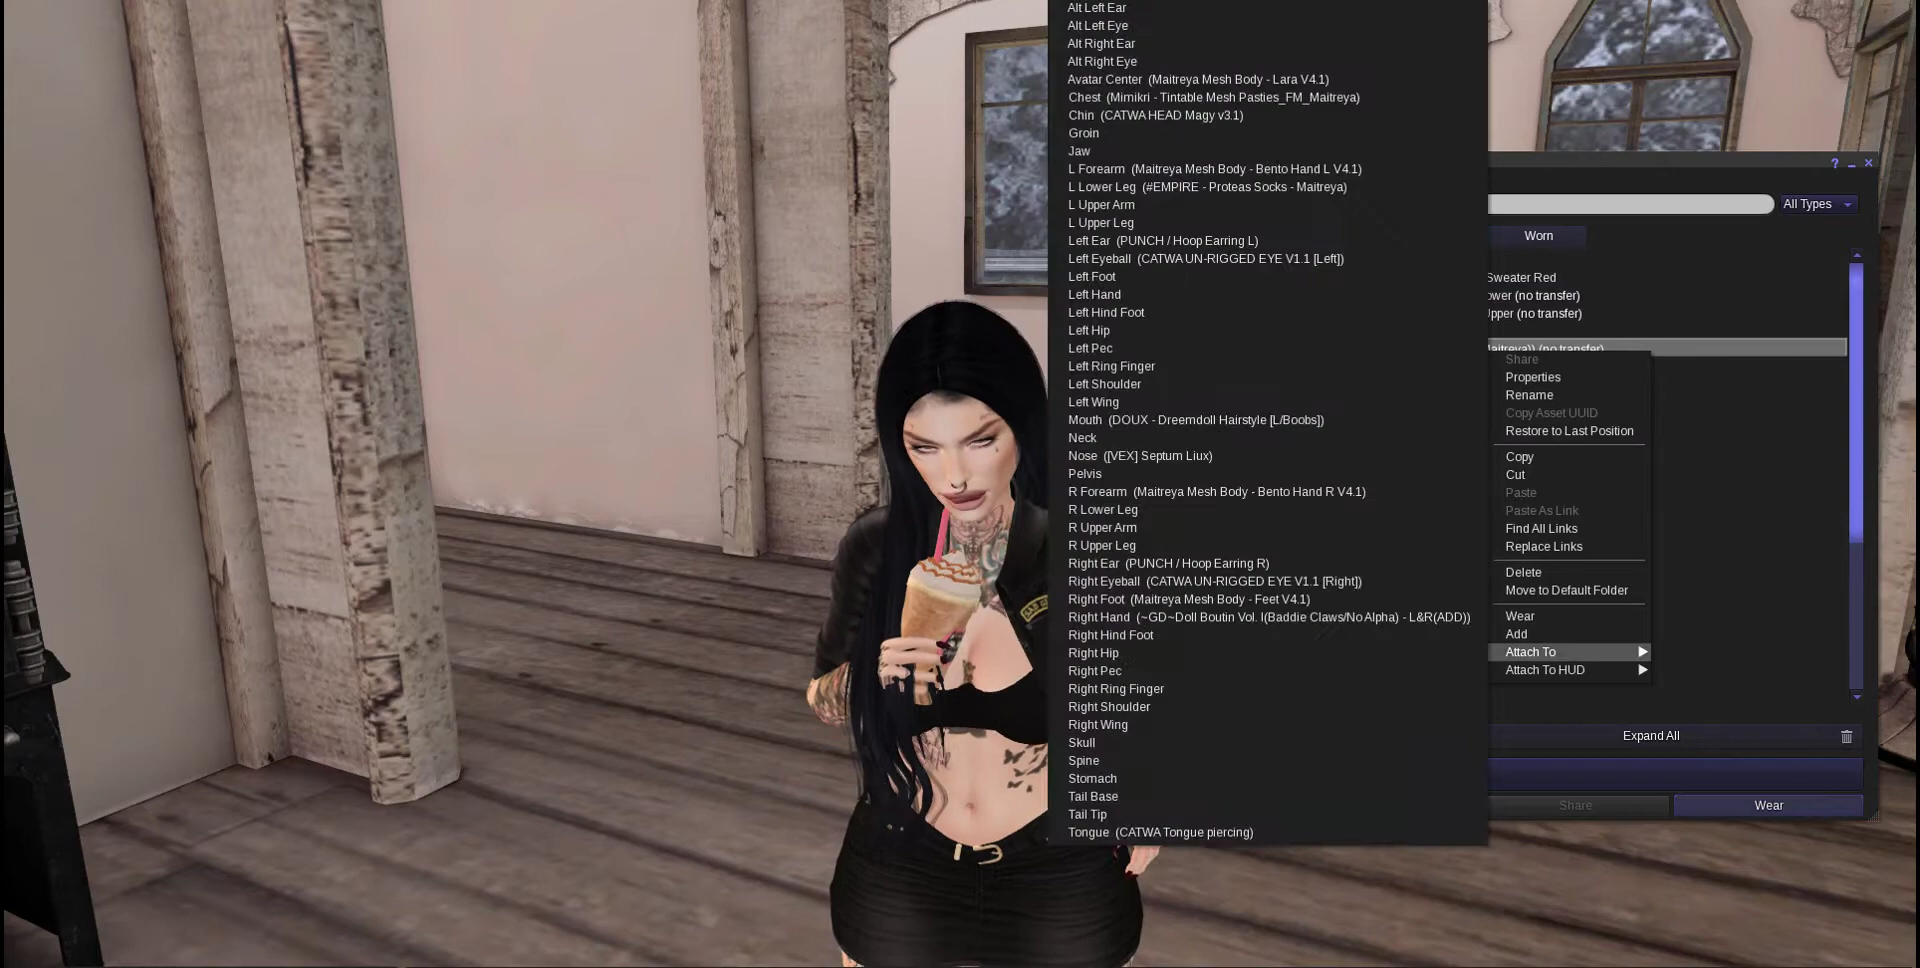 Alt Left Ear
Alt Left Eye
Alt Right Ear
Alt Right Eye
Avatar Center (Maitreya Mesh Body - Lara V4.1)
Chest (Mimikri - Tintable Mesh Pasties_FM_Maitreya)
Chin (CATWA HEAD Magy v3.1)
Groin
Jaw
L Forearm (Maitreya Mesh Body - Bento Hand L V4.1)
L Lower Leg (#EMPIRE - Proteas Socks - Maitreya)
L Upper Arm
L Upper Leg
Left Ear (PUNCH / Hoop Earring L)
Left Eyeball (CATWA UN-RIGGED EYE V1.1 [Left])
Left Foot
Left Hand
Left Hind Foot
Left Hip
Left Pec
Left Ring Finger
Left Shoulder
Left Wing
Mouth (DOUX - Dreemdoll Hairstyle [L/Boobs])
Neck
Nose ([VEX] Septum Liux)
Pelvis
R Forearm (Maitreya Mesh Body - Bento Hand R V4.1)
R Lower Leg
R Upper Arm
R Upper Leg
Right Ear (PUNCH / Hoop Earring R)
Right Eyeball (CATWA UN-RIGGED EYE V1.1 [Right])
Right Foot (Maitreya Mesh Body - Feet V4.1)
Right Hand (~GD~Doll Boutin Vol. I(Baddie Claws/No Alpha) - L&R(ADD))
Right Hind Foot
Right Hip
Right Pec
Right Ring Finger
Right Shoulder
Right Wing
Skull
Spine
Stomach
Tail Base
Tail Tip
Tongue (CATWA Tongue piercing)
?
All Types
Worn
Sweater Red
ower (no transfer)
Upper (no transfer)
Maitreya)) (no transfer)
Share
Properties
Rename
Copy Asset UUID
Restore to Last Position
Copy
Cut
Paste
Paste As Link
Find All Links
Replace Links
Delete
Move to Default Folder
Wear
Add
Attach To
Attach To HUD
Expand All
Share
Wear